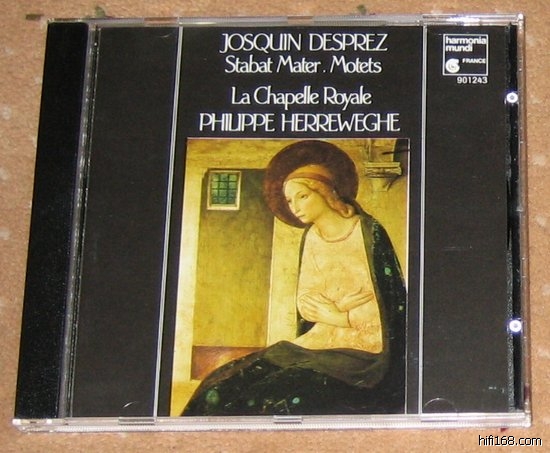 JOSQUIN DESPREZ
Stabat Mater . Motets
La Chapelle Royale
PHILIPPE HERREWEGHE
harmonia
mundi
FRANCE
901243
hifi168.com